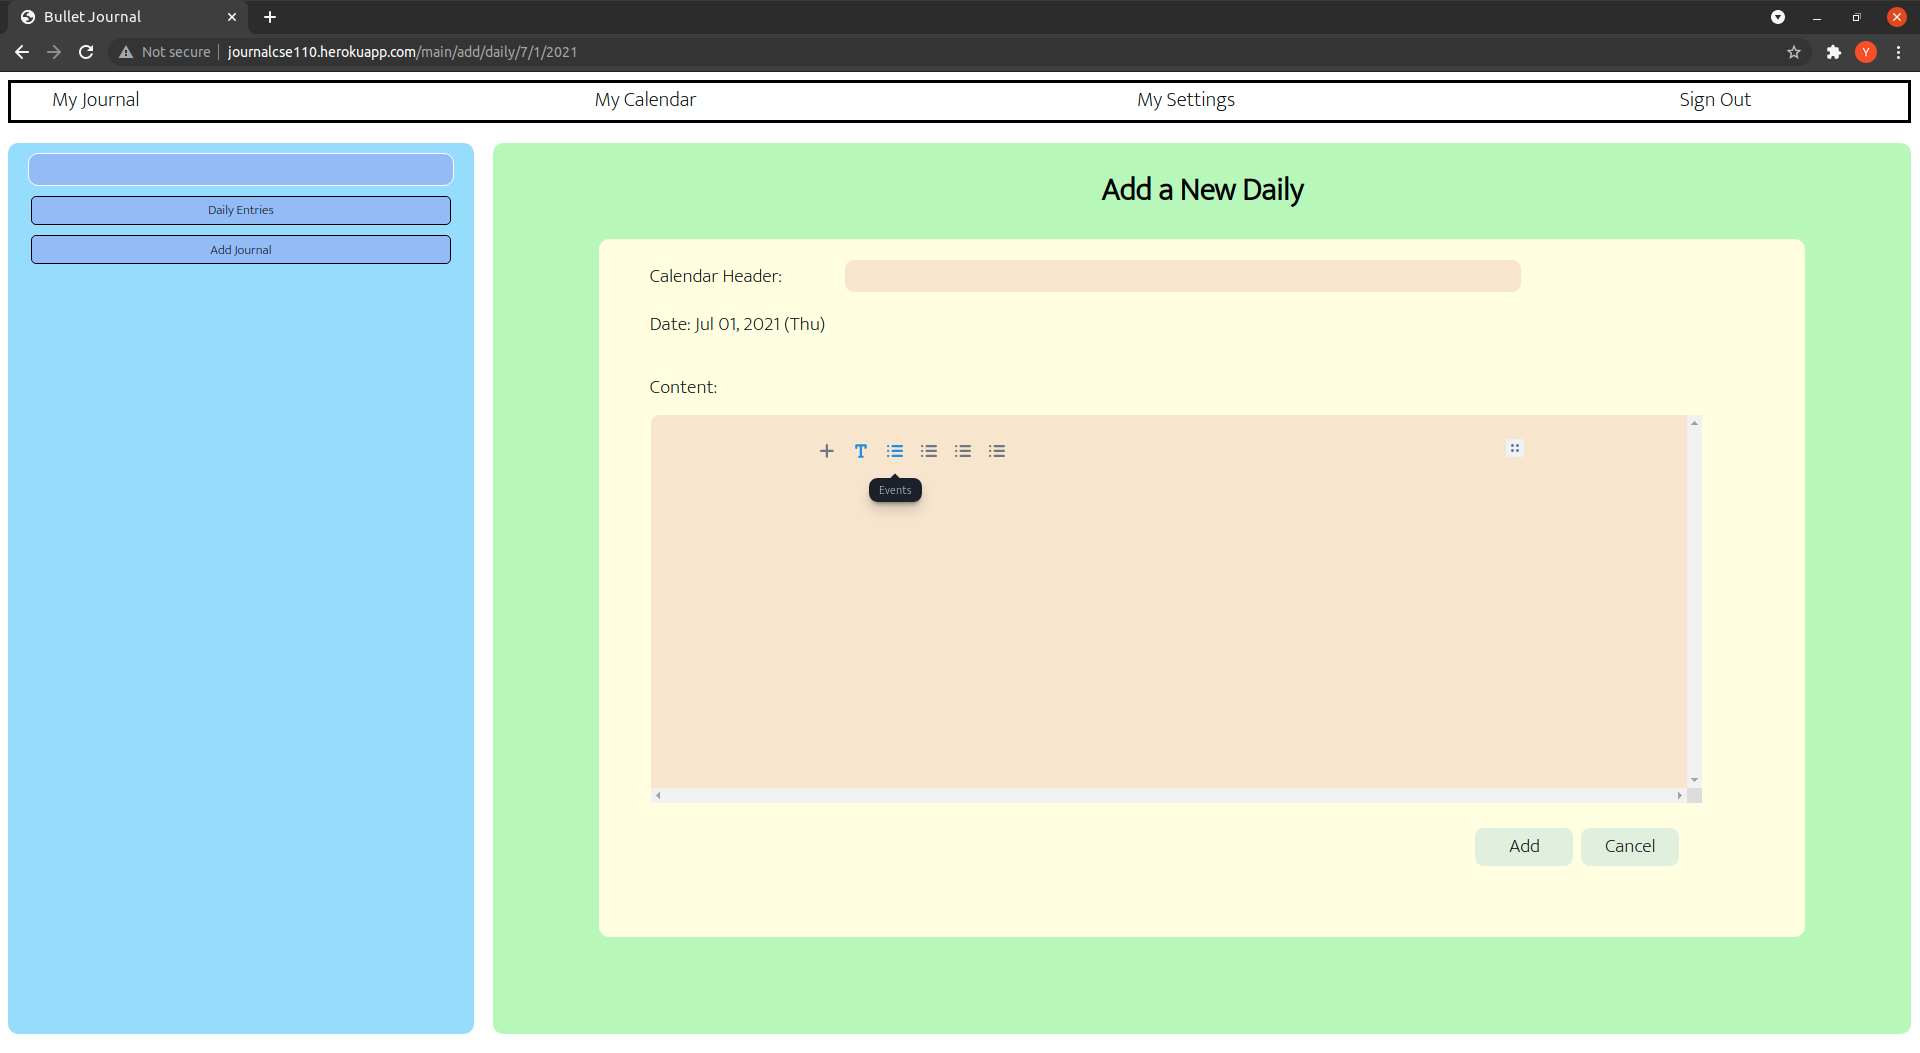 Bullet Journal
Not secure journalcse110.herokuapp.com/main/add/daily/7/1/2021
Y
My Journal My Calendar My Settings Sign Out
Daily Entries
Add Journal
Add a New Daily
Calendar Header:
Date: Jul 01, 2021 (Thu)
Content:
Events
Add Cancel